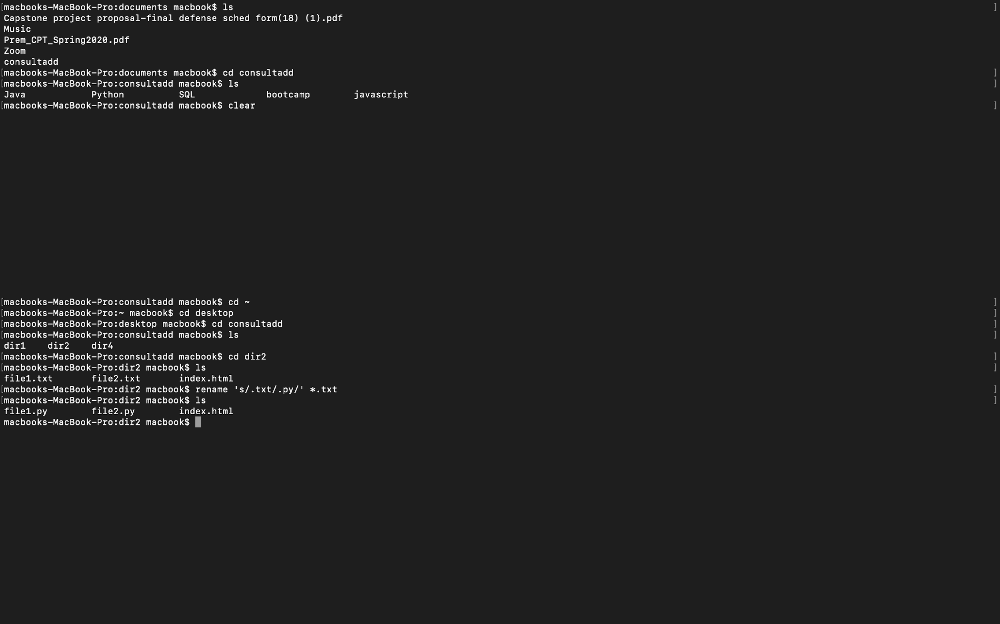 [macbooks-MacBook-Pro:documents macbook$ ls ]
Capstone project proposal-final defense sched form(18) (1).pdf
Music
Prem_CPT_Spring2020.pdf
Zoom
consultadd
[macbooks-MacBook-Pro:documents macbook$ cd consultadd ]
[macbooks-MacBook-Pro:consultadd macbook$ ls ]
Java Python SQL bootcamp javascript
[macbooks-MacBook-Pro:consultadd macbook$ clear ]
[macbooks-MacBook-Pro:consultadd macbook$ cd ~ ]
[macbooks-MacBook-Pro:~ macbook$ cd desktop ]
[macbooks-MacBook-Pro:desktop macbook$ cd consultadd ]
[macbooks-MacBook-Pro:consultadd macbook$ ls ]
dir1 dir2 dir4
[macbooks-MacBook-Pro:consultadd macbook$ cd dir2 ]
[macbooks-MacBook-Pro:dir2 macbook$ ls ]
file1.txt file2.txt index.html
[macbooks-MacBook-Pro:dir2 macbook$ rename 's/.txt/.py/' *.txt ]
[macbooks-MacBook-Pro:dir2 macbook$ ls ]
file1.py file2.py index.html
macbooks-MacBook-Pro:dir2 macbook$